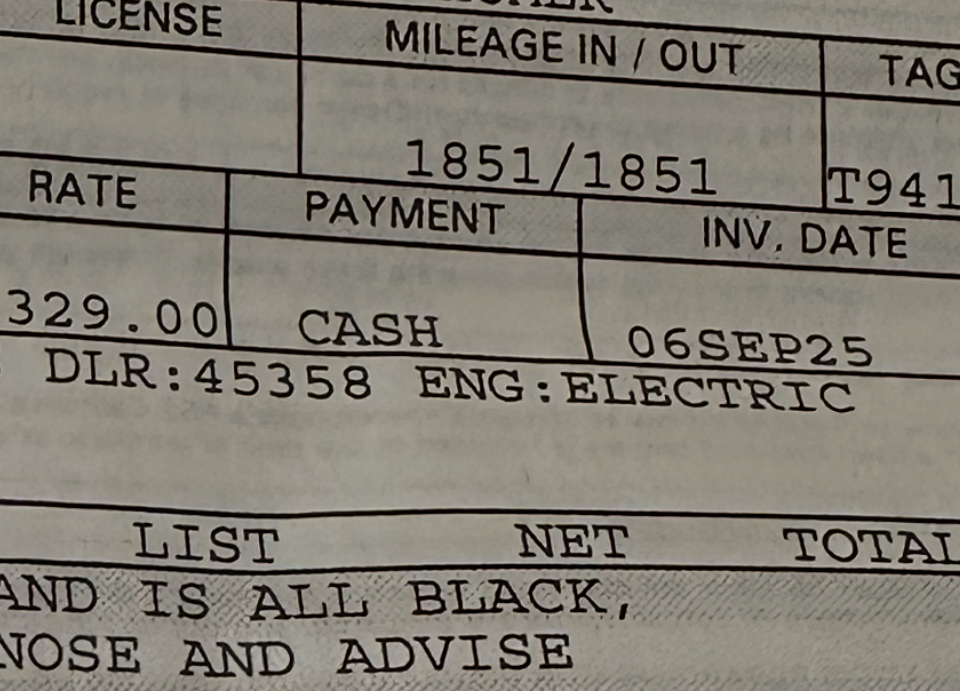 LICENSE MILEAGE IN / OUT TAG
1851/1851 T941
RATE PAYMENT INV. DATE
329.00 CASH 06SEP25
DLR:45358 ENG:ELECTRIC
LIST NET TOTAL
AND IS ALL BLACK,
NOSE AND ADVISE